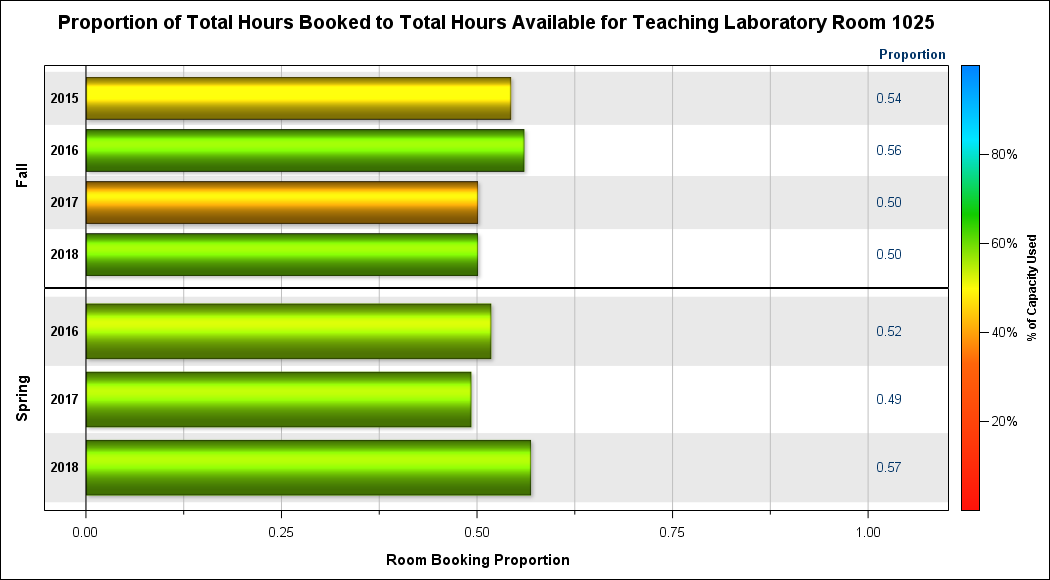 Proportion of Total Hours Booked to Total Hours Available for Teaching Laboratory Room 1025
Proportion
Fall
2015 0.54
2016 0.56
2017 0.50
2018 0.50
Spring
2016 0.52
2017 0.49
2018 0.57
0.00 0.25 0.50 0.75 1.00
Room Booking Proportion
80%
60%
40%
20%
% of Capacity Used